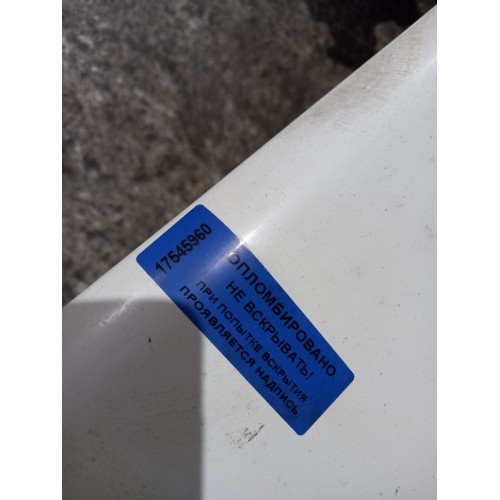 17545960
ОПЛОМБИРОВАНО
НЕ ВСКРЫВАТЬ!
ПРИ ПОПЫТКЕ ВСКРЫТИЯ
ПРОЯВЛЯЕТСЯ НАДПИСЬ